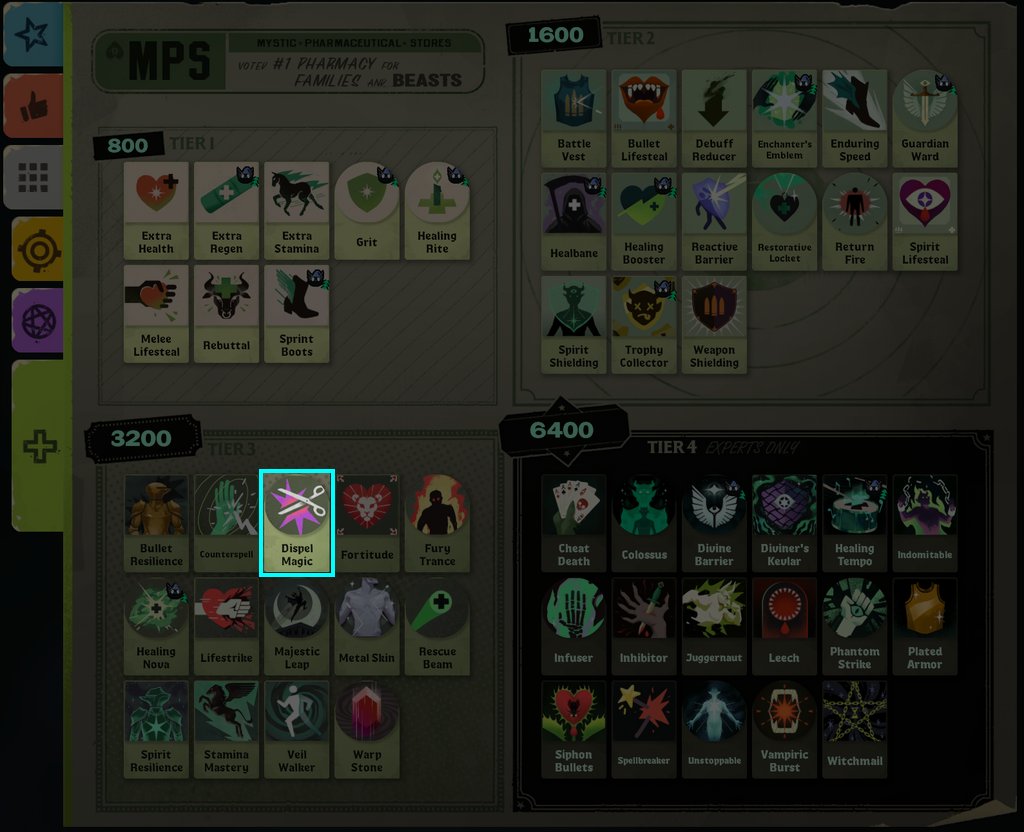 MPS
MYSTIC • PHARMACEUTICAL • STORES
VOTED #1 PHARMACY FOR
FAMILIES AND BEASTS
800 TIER 1
Extra Health
Extra Regen
Extra Stamina
Grit
Healing Rite
Melee Lifesteal
Rebuttal
Sprint Boots
1600 TIER 2
Battle Vest
Bullet Lifesteal
Debuff Reducer
Enchanter's Emblem
Enduring Speed
Guardian Ward
Healbane
Healing Booster
Reactive Barrier
Restorative Locket
Return Fire
Spirit Lifesteal
Spirit Shielding
Trophy Collector
Weapon Shielding
3200 TIER 3
Bullet Resilience
Counterspell
Dispel Magic
Fortitude
Fury Trance
Healing Nova
Lifestrike
Majestic Leap
Metal Skin
Rescue Beam
Spirit Resilience
Stamina Mastery
Veil Walker
Warp Stone
6400 TIER 4 EXPERTS ONLY
Cheat Death
Colossus
Divine Barrier
Diviner's Kevlar
Healing Tempo
Indomitable
Infuser
Inhibitor
Juggernaut
Leech
Phantom Strike
Plated Armor
Siphon Bullets
Spellbreaker
Unstoppable
Vampiric Burst
Witchmail